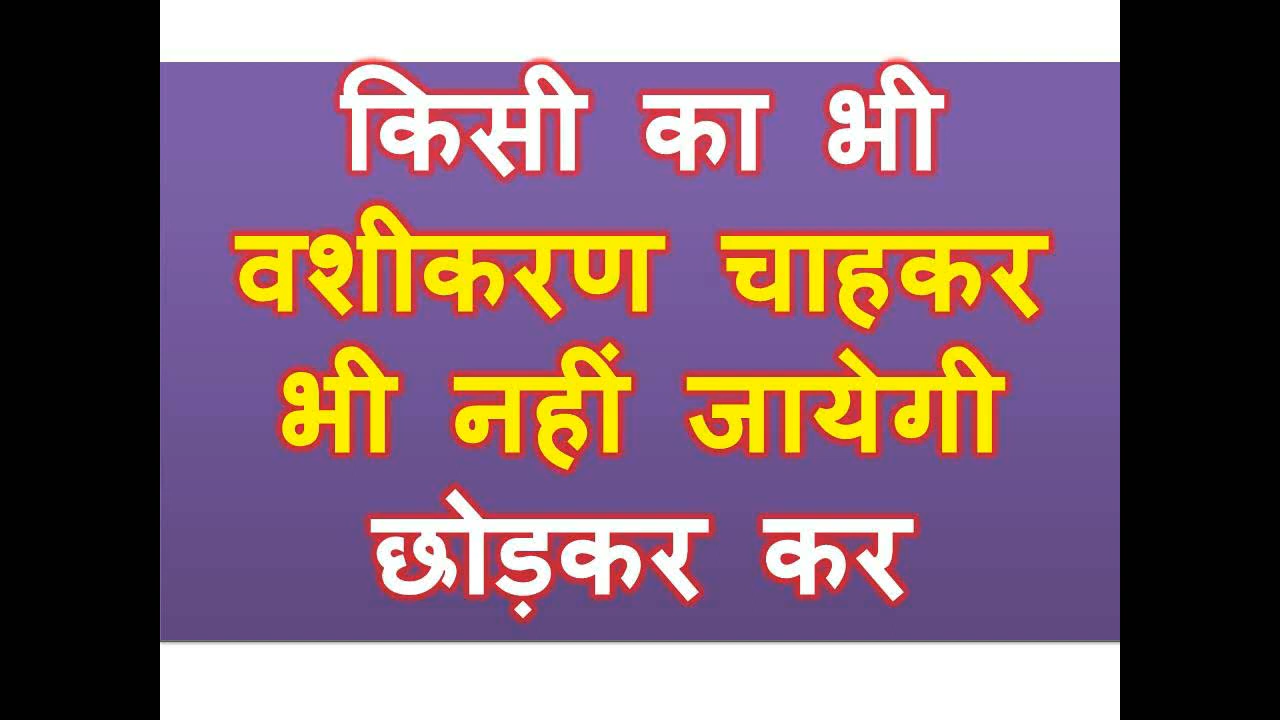 किसी का भी
वशीकरण चाहकर
भी नहीं जायेगी
छोड़कर कर